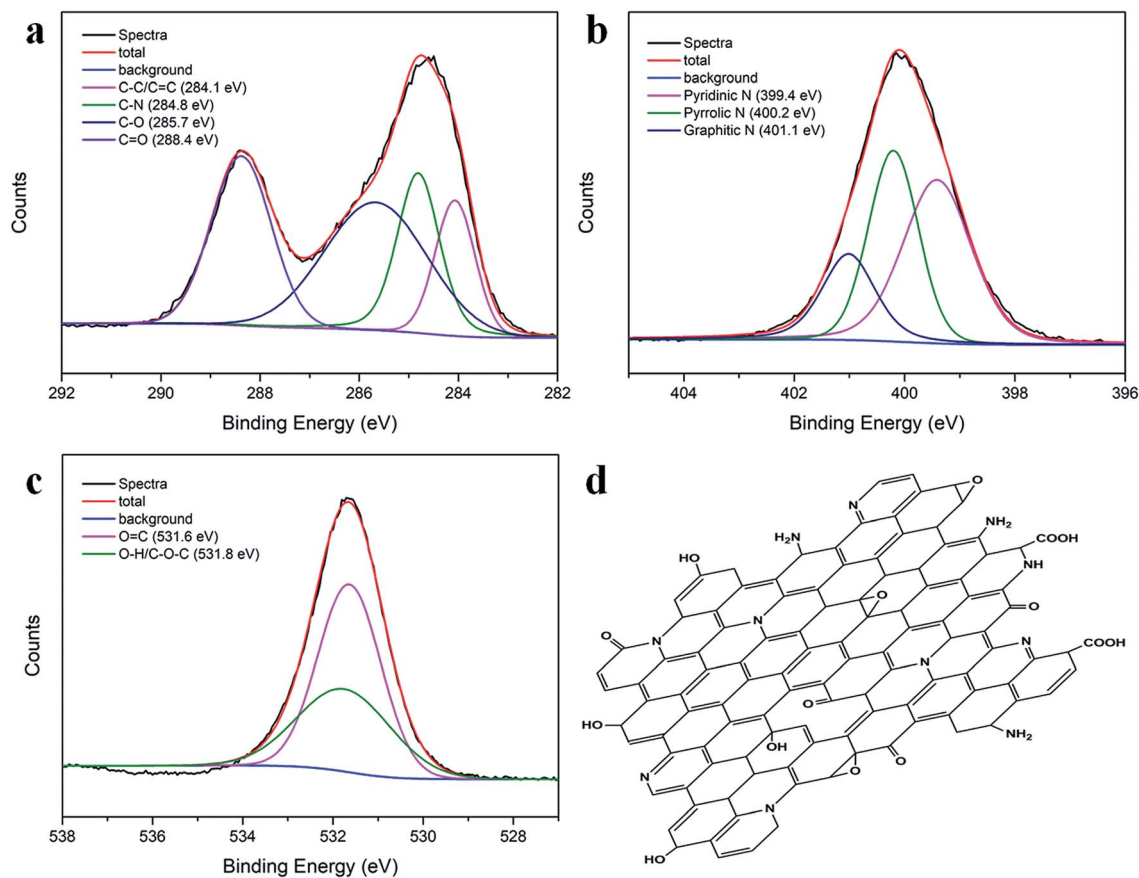 a
Spectra
total
background
C-C/C=C (284.1 eV)
C-N (284.8 eV)
C-O (285.7 eV)
C=O (288.4 eV)
Counts
292 290 288 286 284 282
Binding Energy (eV)
b
Spectra
total
background
Pyridinic N (399.4 eV)
Pyrrolic N (400.2 eV)
Graphitic N (401.1 eV)
Counts
404 402 400 398 396
Binding Energy (eV)
c
Spectra
total
background
O=C (531.6 eV)
O-H/C-O-C (531.8 eV)
Counts
538 536 534 532 530 528
Binding Energy (eV)
d
O
N
NH2
H2N
COOH
HO
NH
O
O
N
O
N
N
COOH
N
O
HO
NH2
OH
O
O
N
N
HO